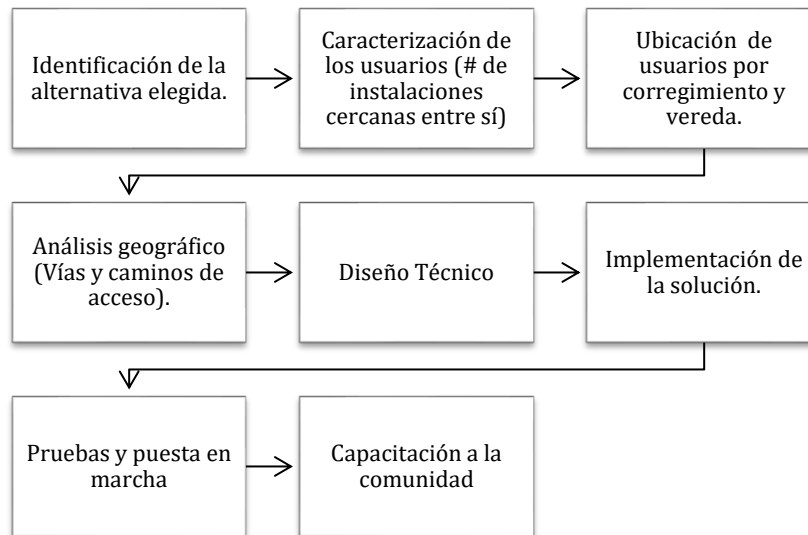 Identificación de la
alternativa elegida.
Caracterización de
los usuarios (# de
instalaciones
cercanas entre sí)
Ubicación de
usuarios por
corregimiento y
vereda.
Análisis geográfico
(Vías y caminos de
acceso).
Diseño Técnico
Implementación de
la solución.
Pruebas y puesta en
marcha
Capacitación a la
comunidad